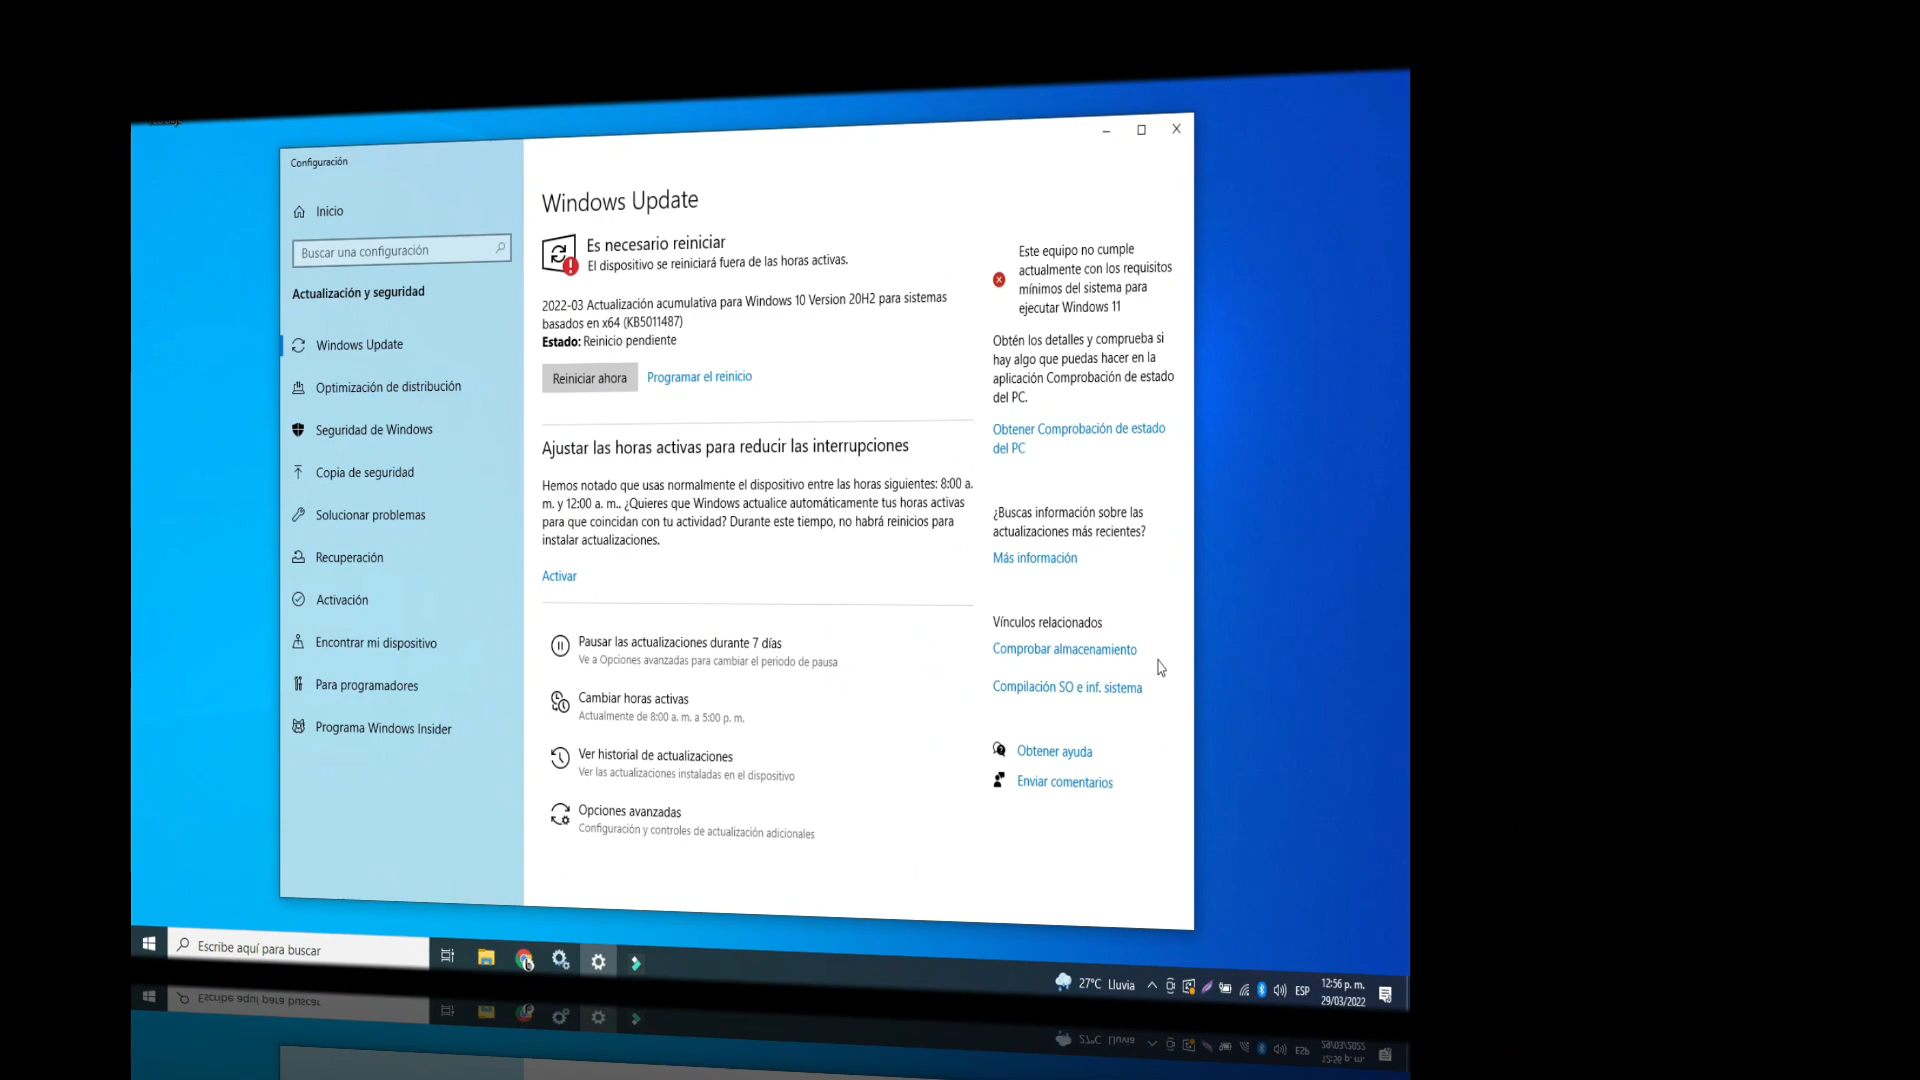 Configuración
Inicio
Buscar una configuración
Actualización y seguridad
Windows Update
Optimización de distribución
Seguridad de Windows
Copia de seguridad
Solucionar problemas
Recuperación
Activación
Encontrar mi dispositivo
Para programadores
Programa Windows Insider
Windows Update
Es necesario reiniciar
El dispositivo se reiniciará fuera de las horas activas.
2022-03 Actualización acumulativa para Windows 10 Version 20H2 para sistemas
basados en x64 (KB5011487)
Estado: Reinicio pendiente
Reiniciar ahora
Programar el reinicio
Ajustar las horas activas para reducir las interrupciones
Hemos notado que usas normalmente el dispositivo entre las horas siguientes: 8:00 a.
m. y 12:00 a. m.. ¿Quieres que Windows actualice automáticamente tus horas activas
para que coincidan con tu actividad? Durante este tiempo, no habrá reinicios para
instalar actualizaciones.
Activar
Pausar las actualizaciones durante 7 días
Ve a Opciones avanzadas para cambiar el periodo de pausa
Cambiar horas activas
Actualmente de 8:00 a. m. a 5:00 p. m.
Ver historial de actualizaciones
Ver las actualizaciones instaladas en el dispositivo
Opciones avanzadas
Configuración y controles de actualización adicionales
Este equipo no cumple
actualmente con los requisitos
mínimos del sistema para
ejecutar Windows 11
Obtén los detalles y comprueba si
hay algo que puedas hacer en la
aplicación Comprobación de estado
del PC.
Obtener Comprobación de estado
del PC
¿Buscas información sobre las
actualizaciones más recientes?
Más información
Vínculos relacionados
Comprobar almacenamiento
Compilación SO e inf. sistema
Obtener ayuda
Enviar comentarios
Escribe aquí para buscar
27°C Lluvia
ESP
12:56 p. m.
29/03/2022